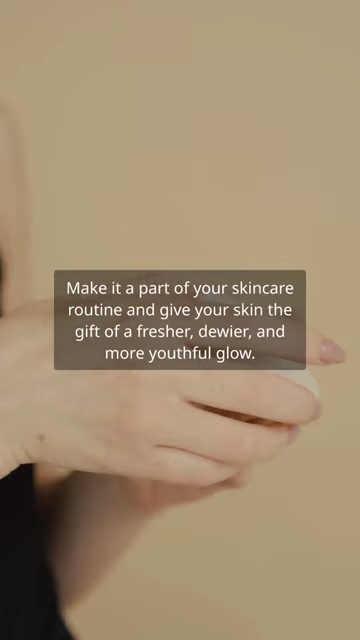 Make it a part of your skincare
routine and give your skin the
gift of a fresher, dewier, and
more youthful glow.